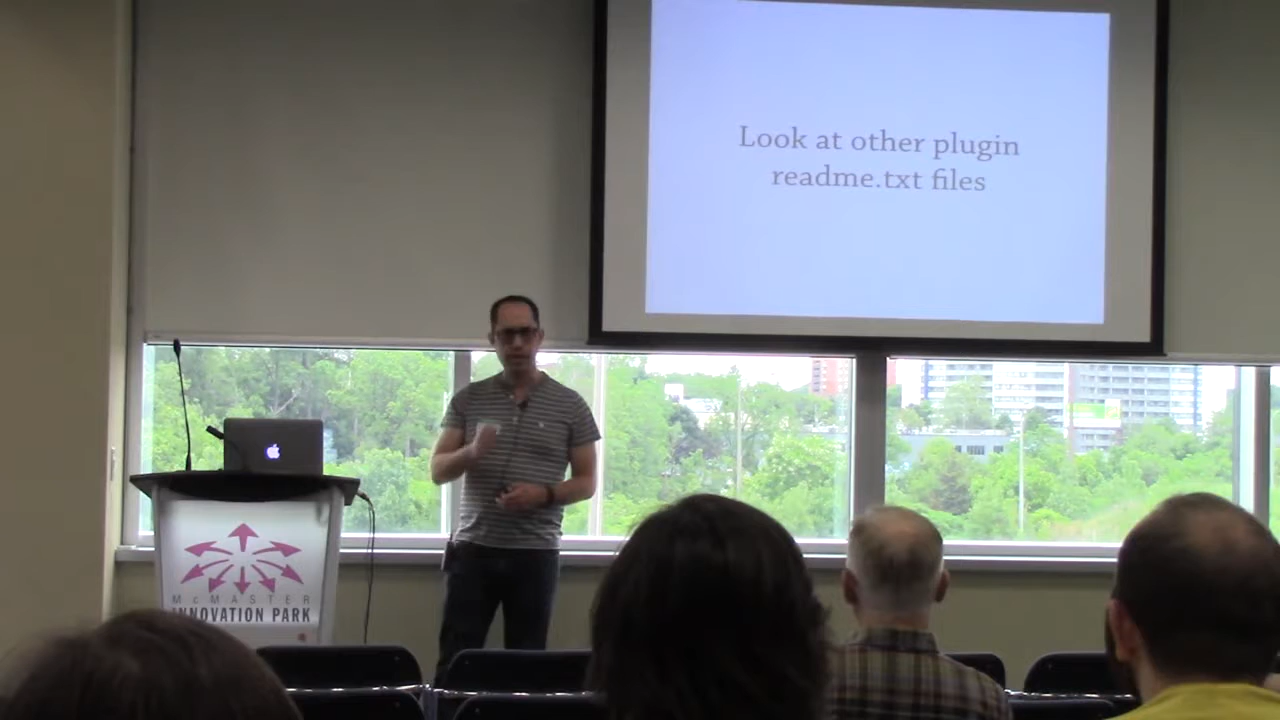 Look at other plugin
readme.txt files
McMASTER
INNOVATION PARK